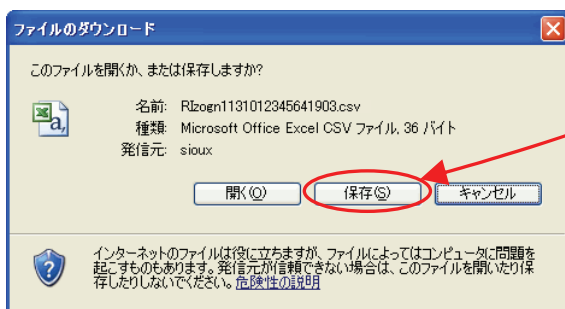 ファイルのダウンロード
このファイルを開くか、または保存しますか?
名前: RIzogn1131012345641903.csv
種類: Microsoft Office Excel CSV ファイル, 36 バイト
発信元: sioux
開く(O) 保存(S) キャンセル
インターネットのファイルは役に立ちますが、ファイルによってはコンピュータに問題を
起こすものもあります。発信元が信頼できない場合は、このファイルを開いたり保
存したりしないでください。危険性の説明